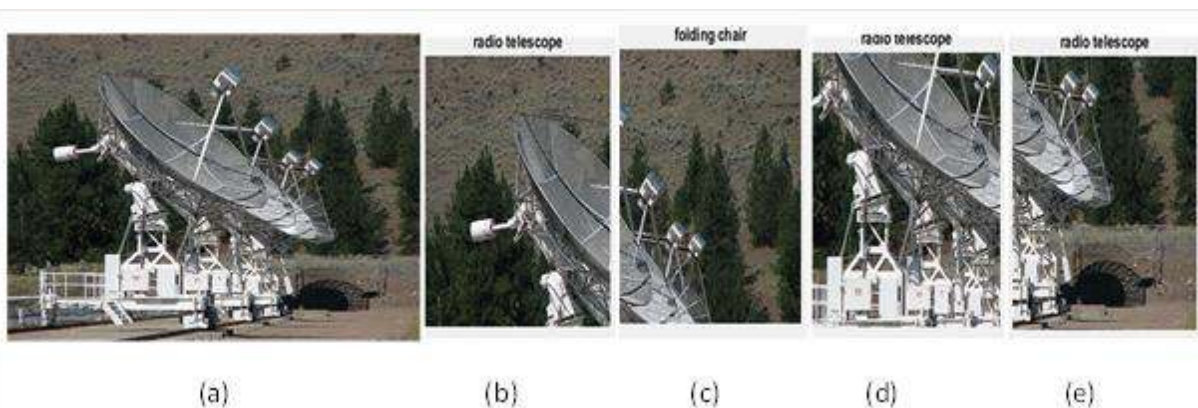 radio telescope
folding chair
radio telescope
radio telescope
(a)
(b)
(c)
(d)
(e)